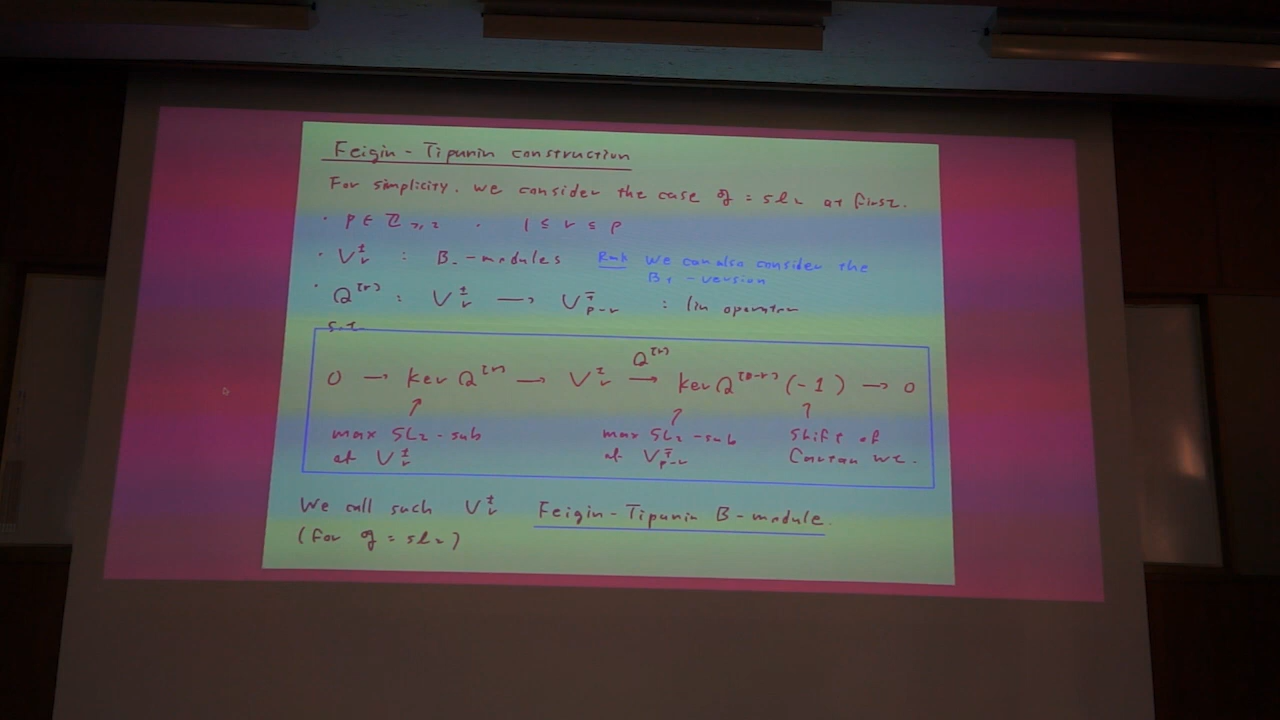 Feigin-Tipunin construction
For simplicity, we consider the case 𝔤 = sl₂ at first.
· p ∈ ℤ≥2 , 1 ≤ r ≤ p
· V_r^± : B_-modules Rmk We can also consider the
B+-version
· Q^[r] : V_r^± → V_{p-r}^∓ : lin operator
s.t.
0 → ker Q^[r] → V_r^± —Q^[r]→ ker Q^[p-r] (-1) → 0
max SL₂-sub max SL₂-sub shift of
of V_r^± of V_{p-r}^∓ Cartan wt.
We call such V_r^± Feigin-Tipunin B-module.
(for 𝔤 = sl₂)